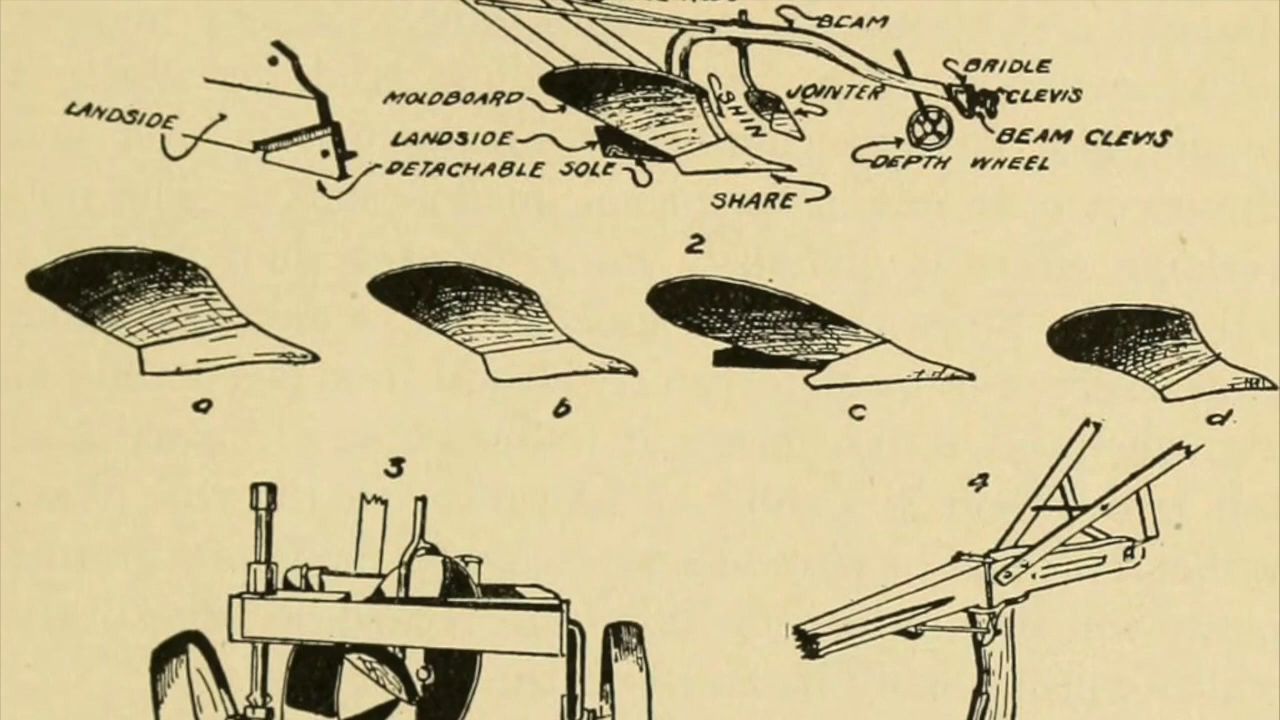 BEAM
BRIDLE
MOLDBOARD
SHIN
JOINTER
CLEVIS
LANDSIDE
LANDSIDE
BEAM CLEVIS
DETACHABLE SOLE
DEPTH WHEEL
SHARE
2
a
b
c
d.
3
4